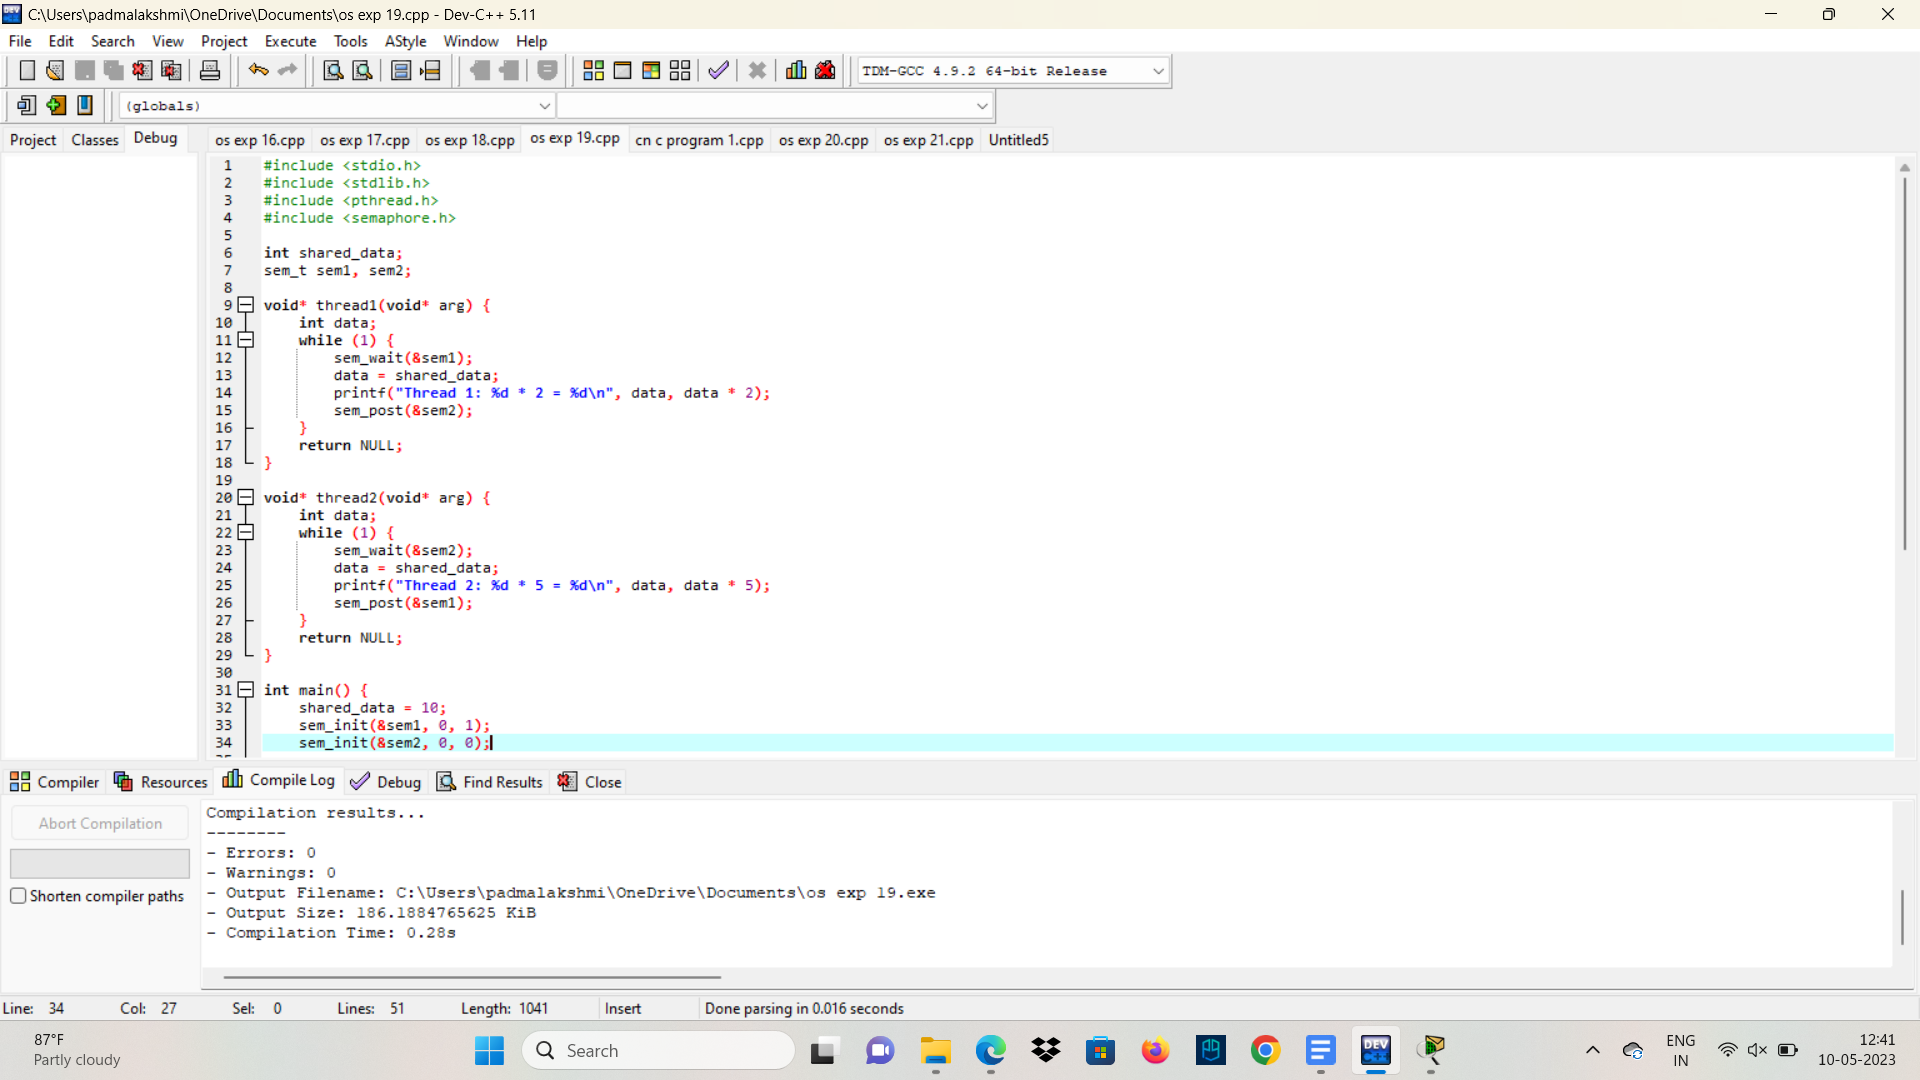 C:\Users\padmalakshmi\OneDrive\Documents\os exp 19.cpp - Dev-C++ 5.11
File Edit Search View Project Execute Tools AStyle Window Help
TDM-GCC 4.9.2 64-bit Release
(globals)
Project Classes Debug os exp 16.cpp os exp 17.cpp os exp 18.cpp os exp 19.cpp cn c program 1.cpp os exp 20.cpp os exp 21.cpp Untitled5
1 #include <stdio.h>
2 #include <stdlib.h>
3 #include <pthread.h>
4 #include <semaphore.h>
5
6 int shared_data;
7 sem_t sem1, sem2;
8
9 void* thread1(void* arg) {
10 int data;
11 while (1) {
12 sem_wait(&sem1);
13 data = shared_data;
14 printf("Thread 1: %d * 2 = %d\n", data, data * 2);
15 sem_post(&sem2);
16 }
17 return NULL;
18 }
19
20 void* thread2(void* arg) {
21 int data;
22 while (1) {
23 sem_wait(&sem2);
24 data = shared_data;
25 printf("Thread 2: %d * 5 = %d\n", data, data * 5);
26 sem_post(&sem1);
27 }
28 return NULL;
29 }
30
31 int main() {
32 shared_data = 10;
33 sem_init(&sem1, 0, 1);
34 sem_init(&sem2, 0, 0);
Compiler Resources Compile Log Debug Find Results Close
Abort Compilation
Shorten compiler paths
Compilation results...
--------
- Errors: 0
- Warnings: 0
- Output Filename: C:\Users\padmalakshmi\OneDrive\Documents\os exp 19.exe
- Output Size: 186.1884765625 KiB
- Compilation Time: 0.28s
Line: 34 Col: 27 Sel: 0 Lines: 51 Length: 1041 Insert Done parsing in 0.016 seconds
87°F
Partly cloudy
Search
DEV
C++
ENG
IN
12:41
10-05-2023